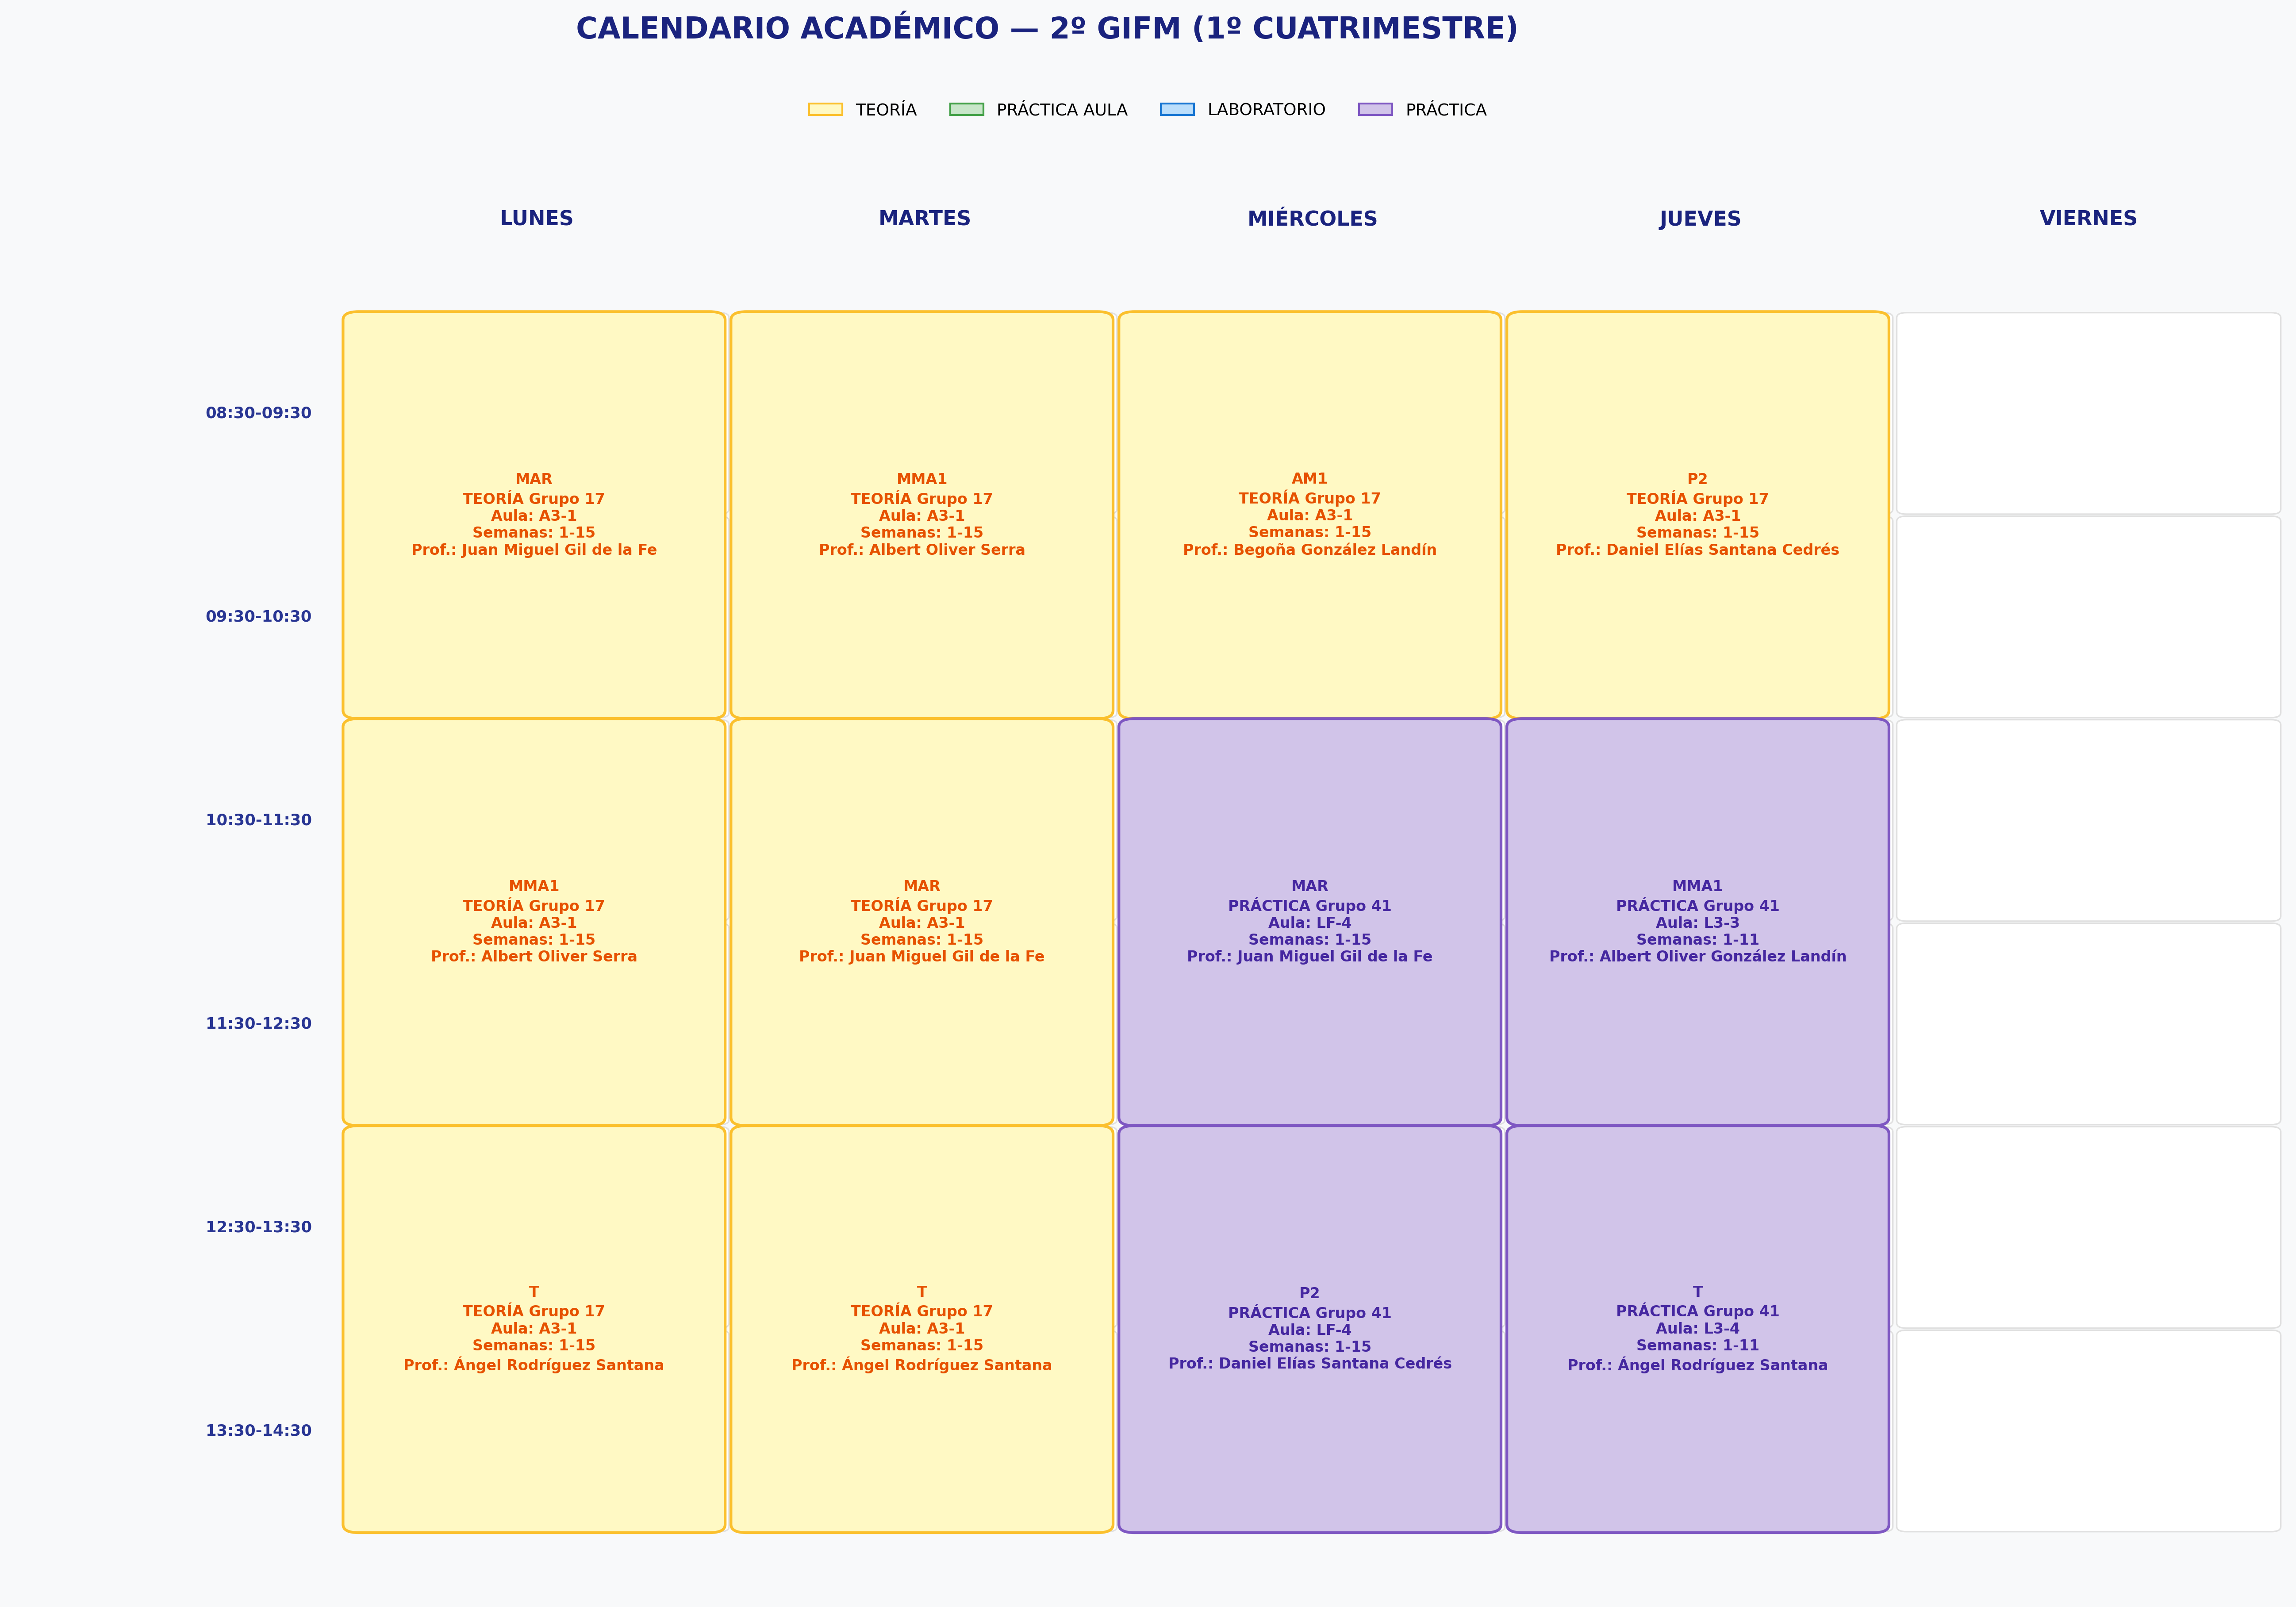 CALENDARIO ACADÉMICO — 2º GIFM (1º CUATRIMESTRE)
TEORÍA
PRÁCTICA AULA
LABORATORIO
PRÁCTICA
LUNES
MARTES
MIÉRCOLES
JUEVES
VIERNES
08:30-09:30
09:30-10:30
MAR
TEORÍA Grupo 17
Aula: A3-1
Semanas: 1-15
Prof.: Juan Miguel Gil de la Fe
MMA1
TEORÍA Grupo 17
Aula: A3-1
Semanas: 1-15
Prof.: Albert Oliver Serra
AM1
TEORÍA Grupo 17
Aula: A3-1
Semanas: 1-15
Prof.: Begoña González Landín
P2
TEORÍA Grupo 17
Aula: A3-1
Semanas: 1-15
Prof.: Daniel Elías Santana Cedrés
10:30-11:30
11:30-12:30
MMA1
TEORÍA Grupo 17
Aula: A3-1
Semanas: 1-15
Prof.: Albert Oliver Serra
MAR
TEORÍA Grupo 17
Aula: A3-1
Semanas: 1-15
Prof.: Juan Miguel Gil de la Fe
MAR
PRÁCTICA Grupo 41
Aula: LF-4
Semanas: 1-15
Prof.: Juan Miguel Gil de la Fe
MMA1
PRÁCTICA Grupo 41
Aula: L3-3
Semanas: 1-11
Prof.: Albert Oliver González Landín
12:30-13:30
13:30-14:30
T
TEORÍA Grupo 17
Aula: A3-1
Semanas: 1-15
Prof.: Ángel Rodríguez Santana
T
TEORÍA Grupo 17
Aula: A3-1
Semanas: 1-15
Prof.: Ángel Rodríguez Santana
P2
PRÁCTICA Grupo 41
Aula: LF-4
Semanas: 1-15
Prof.: Daniel Elías Santana Cedrés
T
PRÁCTICA Grupo 41
Aula: L3-4
Semanas: 1-11
Prof.: Ángel Rodríguez Santana